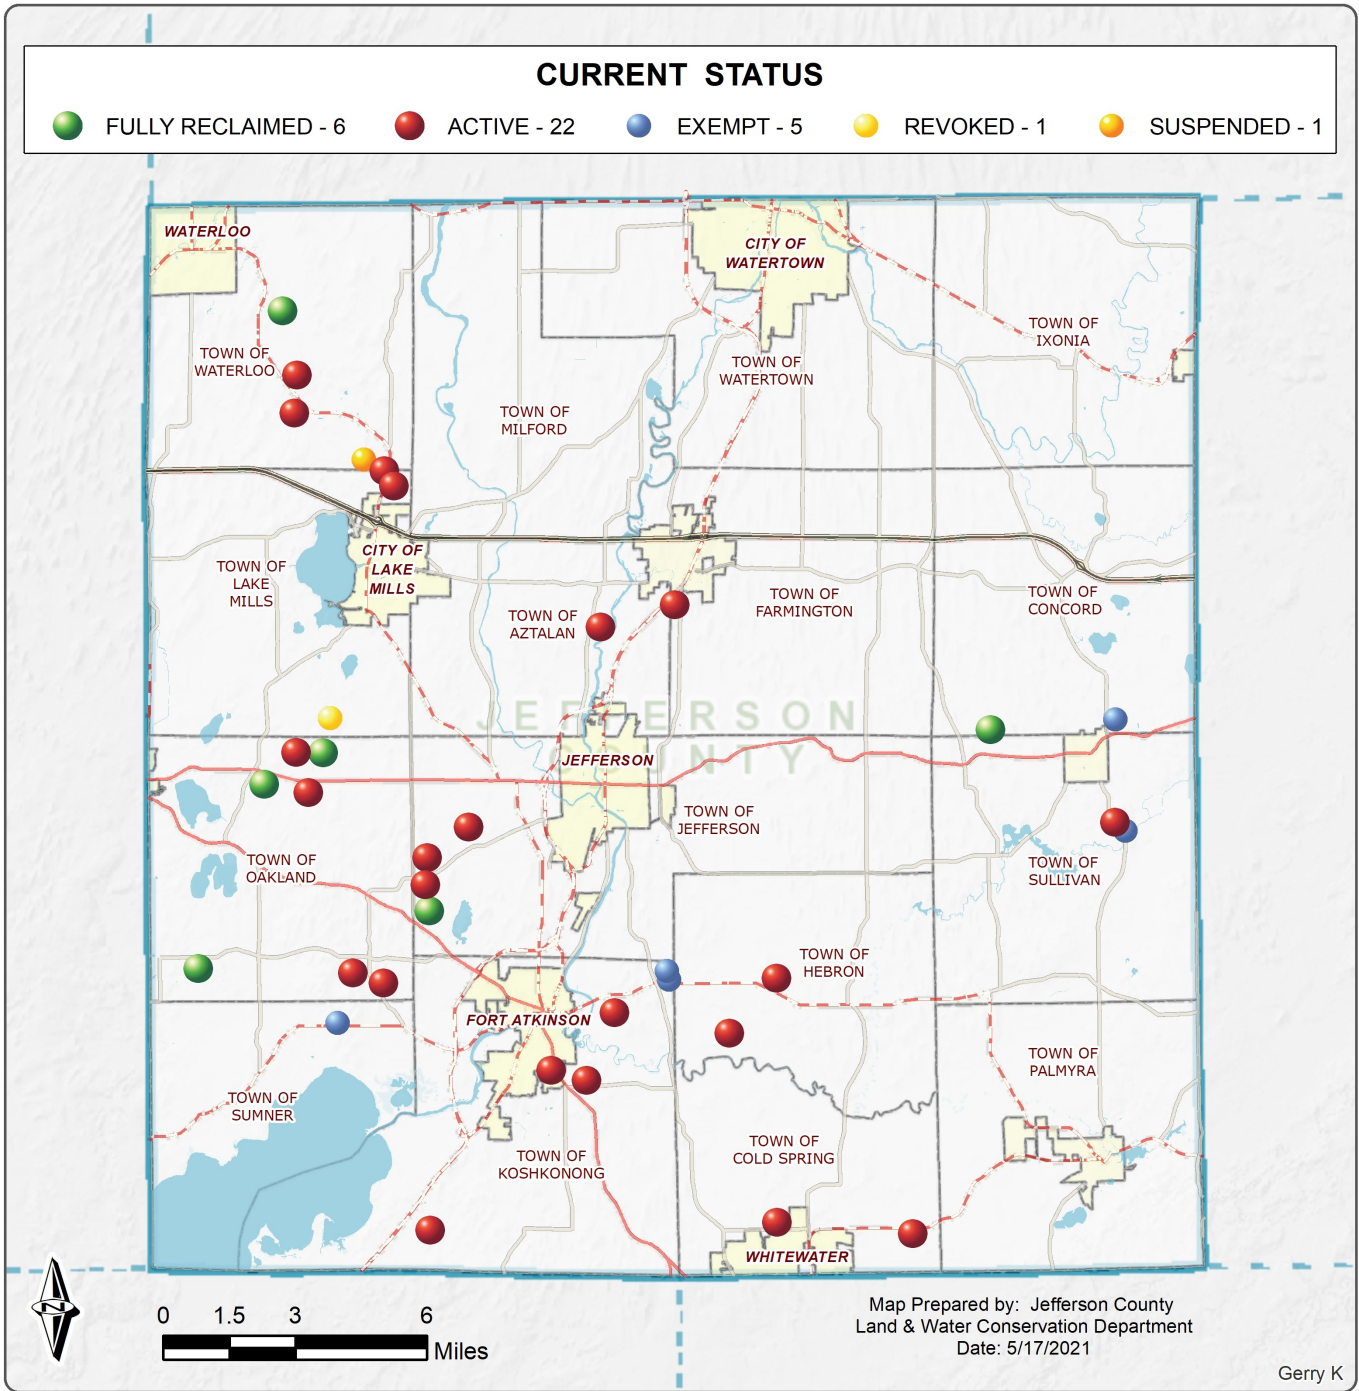 CURRENT STATUS
FULLY RECLAIMED - 6
ACTIVE - 22
EXEMPT - 5
REVOKED - 1
SUSPENDED - 1
WATERLOO
CITY OF
WATERTOWN
TOWN OF
IXONIA
TOWN OF
WATERLOO
TOWN OF
WATERTOWN
TOWN OF
MILFORD
CITY OF
LAKE
MILLS
TOWN OF
LAKE
MILLS
TOWN OF
AZTALAN
TOWN OF
FARMINGTON
TOWN OF
CONCORD
JEFFERSON
COUNTY
JEFFERSON
TOWN OF
JEFFERSON
TOWN OF
OAKLAND
TOWN OF
SULLIVAN
TOWN OF
HEBRON
FORT ATKINSON
TOWN OF
PALMYRA
TOWN OF
SUMNER
TOWN OF
KOSHKONONG
TOWN OF
COLD SPRING
WHITEWATER
N
0 1.5 3 6
Miles
Map Prepared by: Jefferson County
Land & Water Conservation Department
Date: 5/17/2021
Gerry K